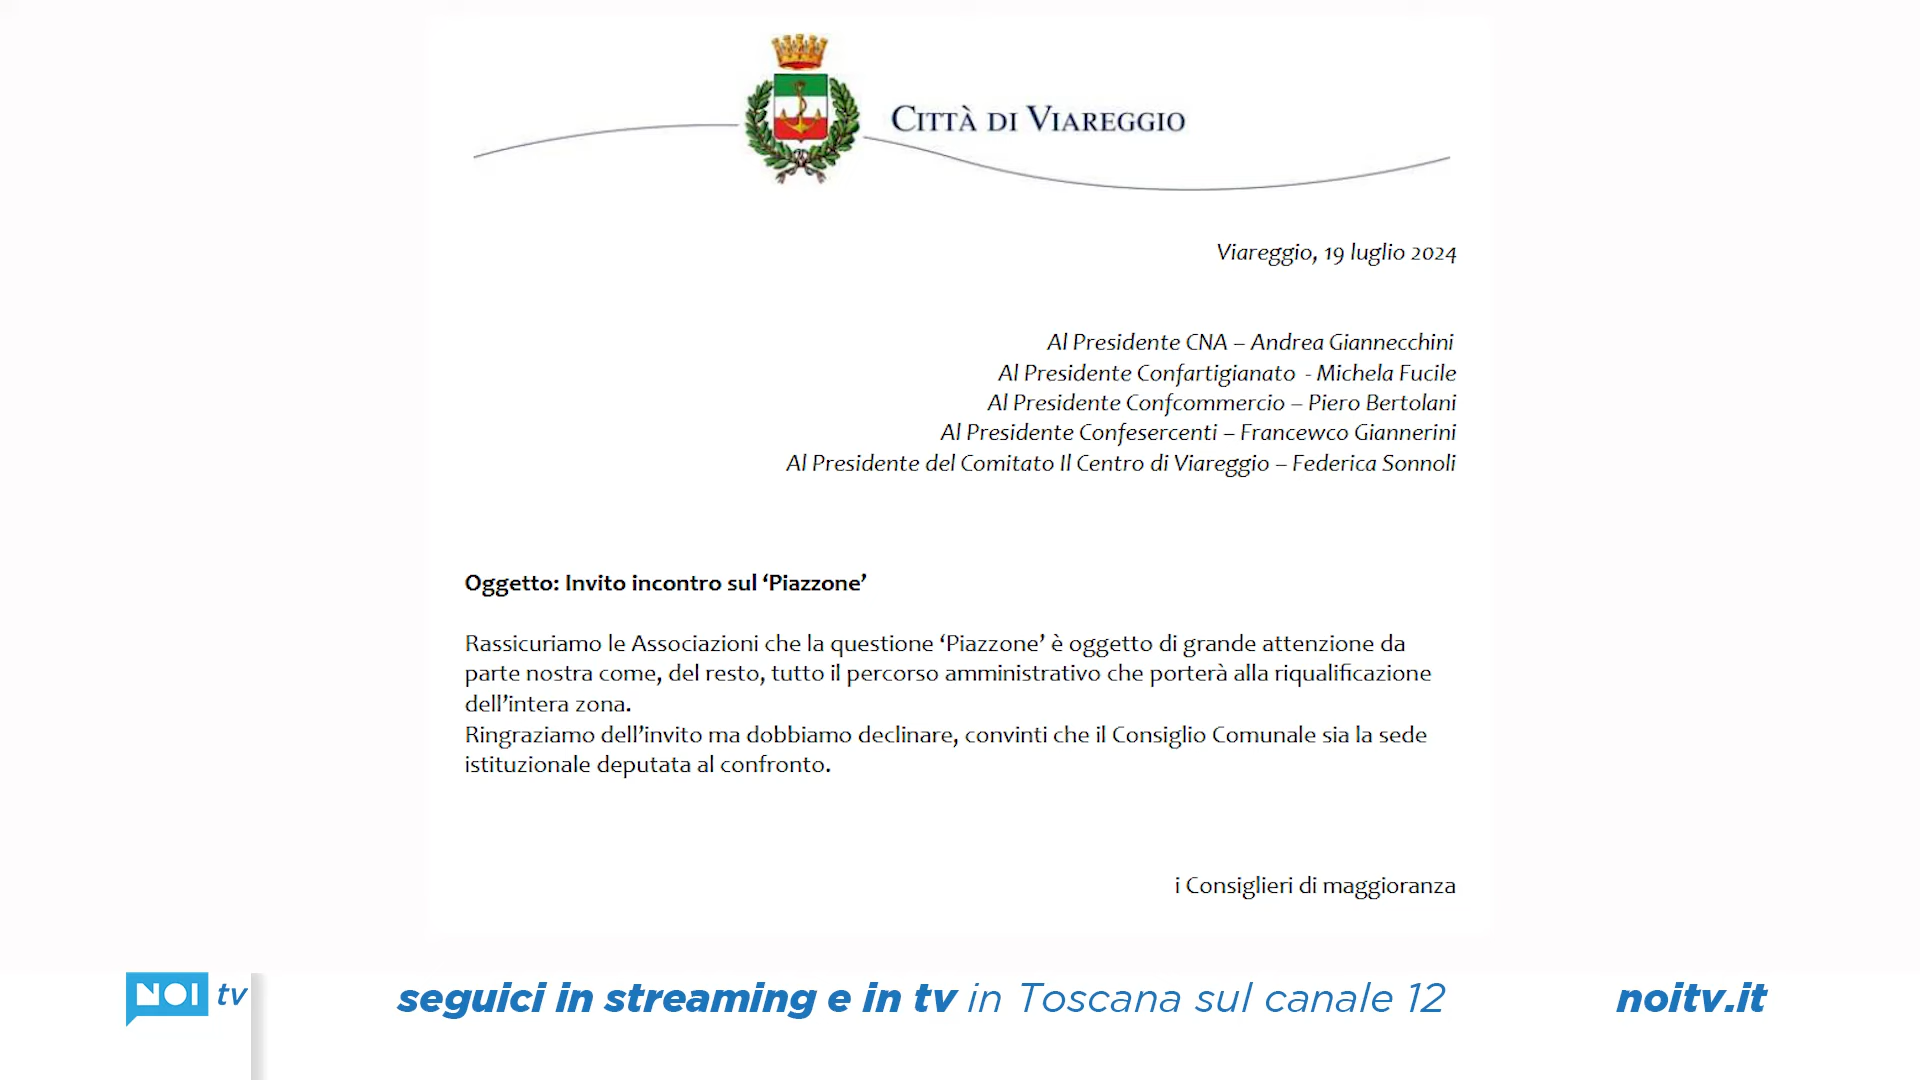 CITTÀ DI VIAREGGIO
Viareggio, 19 luglio 2024
Al Presidente CNA – Andrea Giannecchini
Al Presidente Confartigianato - Michela Fucile
Al Presidente Confcommercio – Piero Bertolani
Al Presidente Confesercenti – Francewco Giannerini
Al Presidente del Comitato Il Centro di Viareggio – Federica Sonnoli
Oggetto: Invito incontro sul ‘Piazzone’
Rassicuriamo le Associazioni che la questione ‘Piazzone’ è oggetto di grande attenzione da
parte nostra come, del resto, tutto il percorso amministrativo che porterà alla riqualificazione
dell’intera zona.
Ringraziamo dell’invito ma dobbiamo declinare, convinti che il Consiglio Comunale sia la sede
istituzionale deputata al confronto.
i Consiglieri di maggioranza
NOI tv
seguici in streaming e in tv in Toscana sul canale 12
noitv.it